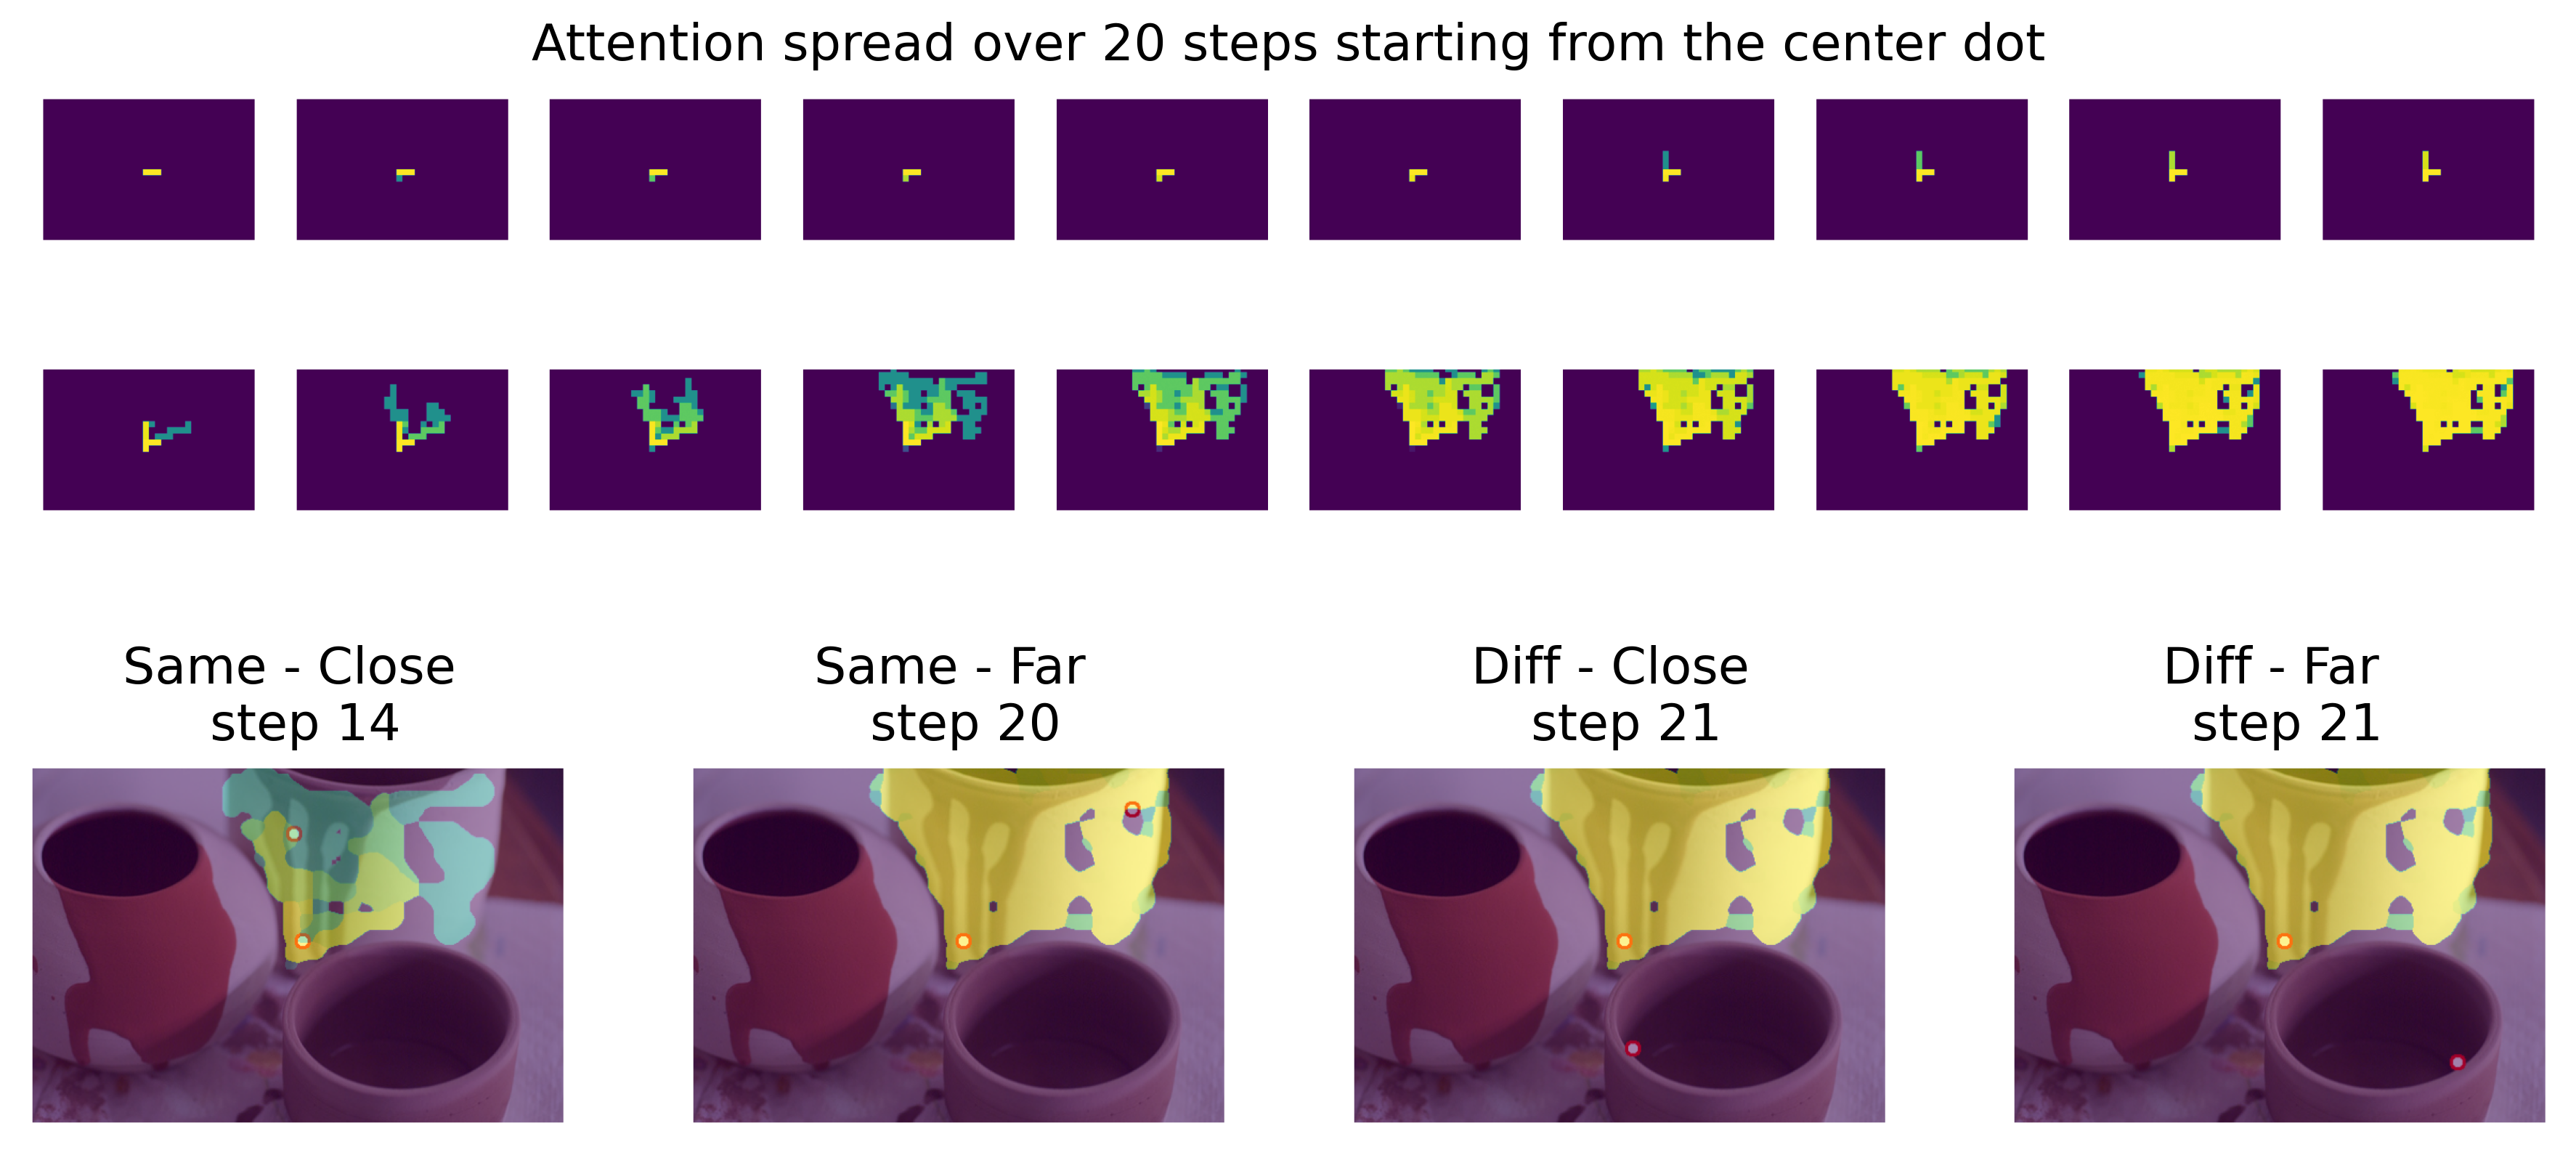 Attention spread over 20 steps starting from the center dot
Same - Close
step 14
Same - Far
step 20
Diff - Close
step 21
Diff - Far
step 21